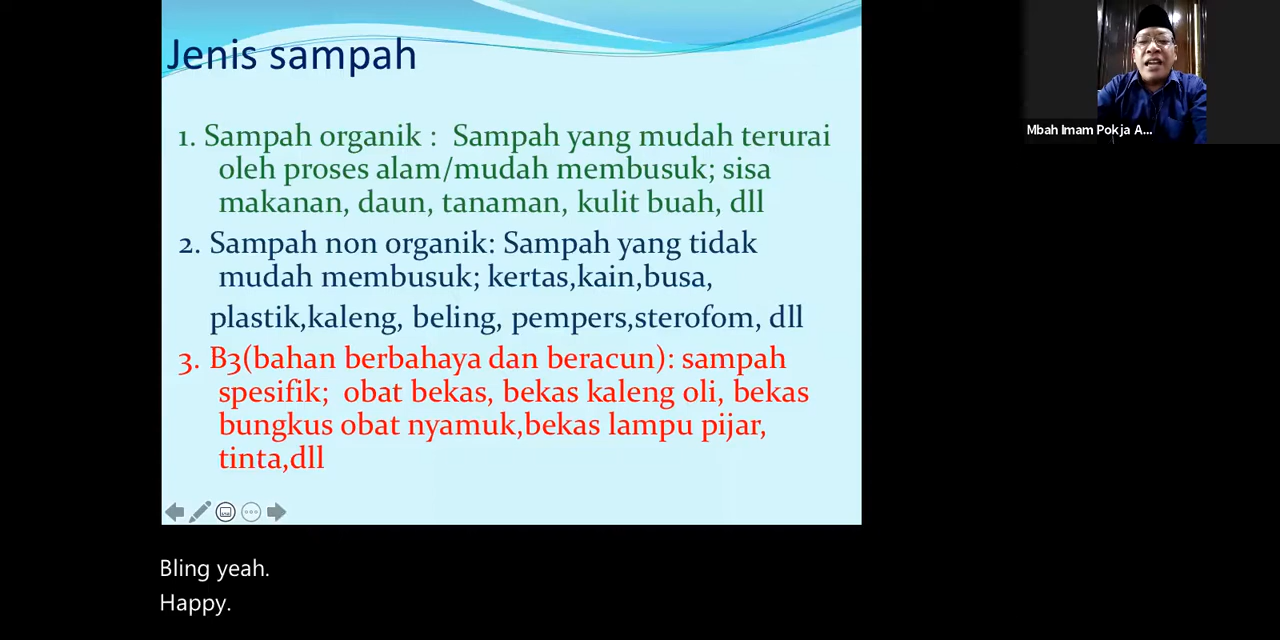 Jenis sampah
1. Sampah organik : Sampah yang mudah terurai
oleh proses alam/mudah membusuk; sisa
makanan, daun, tanaman, kulit buah, dll
2. Sampah non organik: Sampah yang tidak
mudah membusuk; kertas,kain,busa,
plastik,kaleng, beling, pempers,sterofom, dll
3. B3(bahan berbahaya dan beracun): sampah
spesifik; obat bekas, bekas kaleng oli, bekas
bungkus obat nyamuk,bekas lampu pijar,
tinta,dll
Mbah Imam Pokja A...
Bling yeah.
Happy.